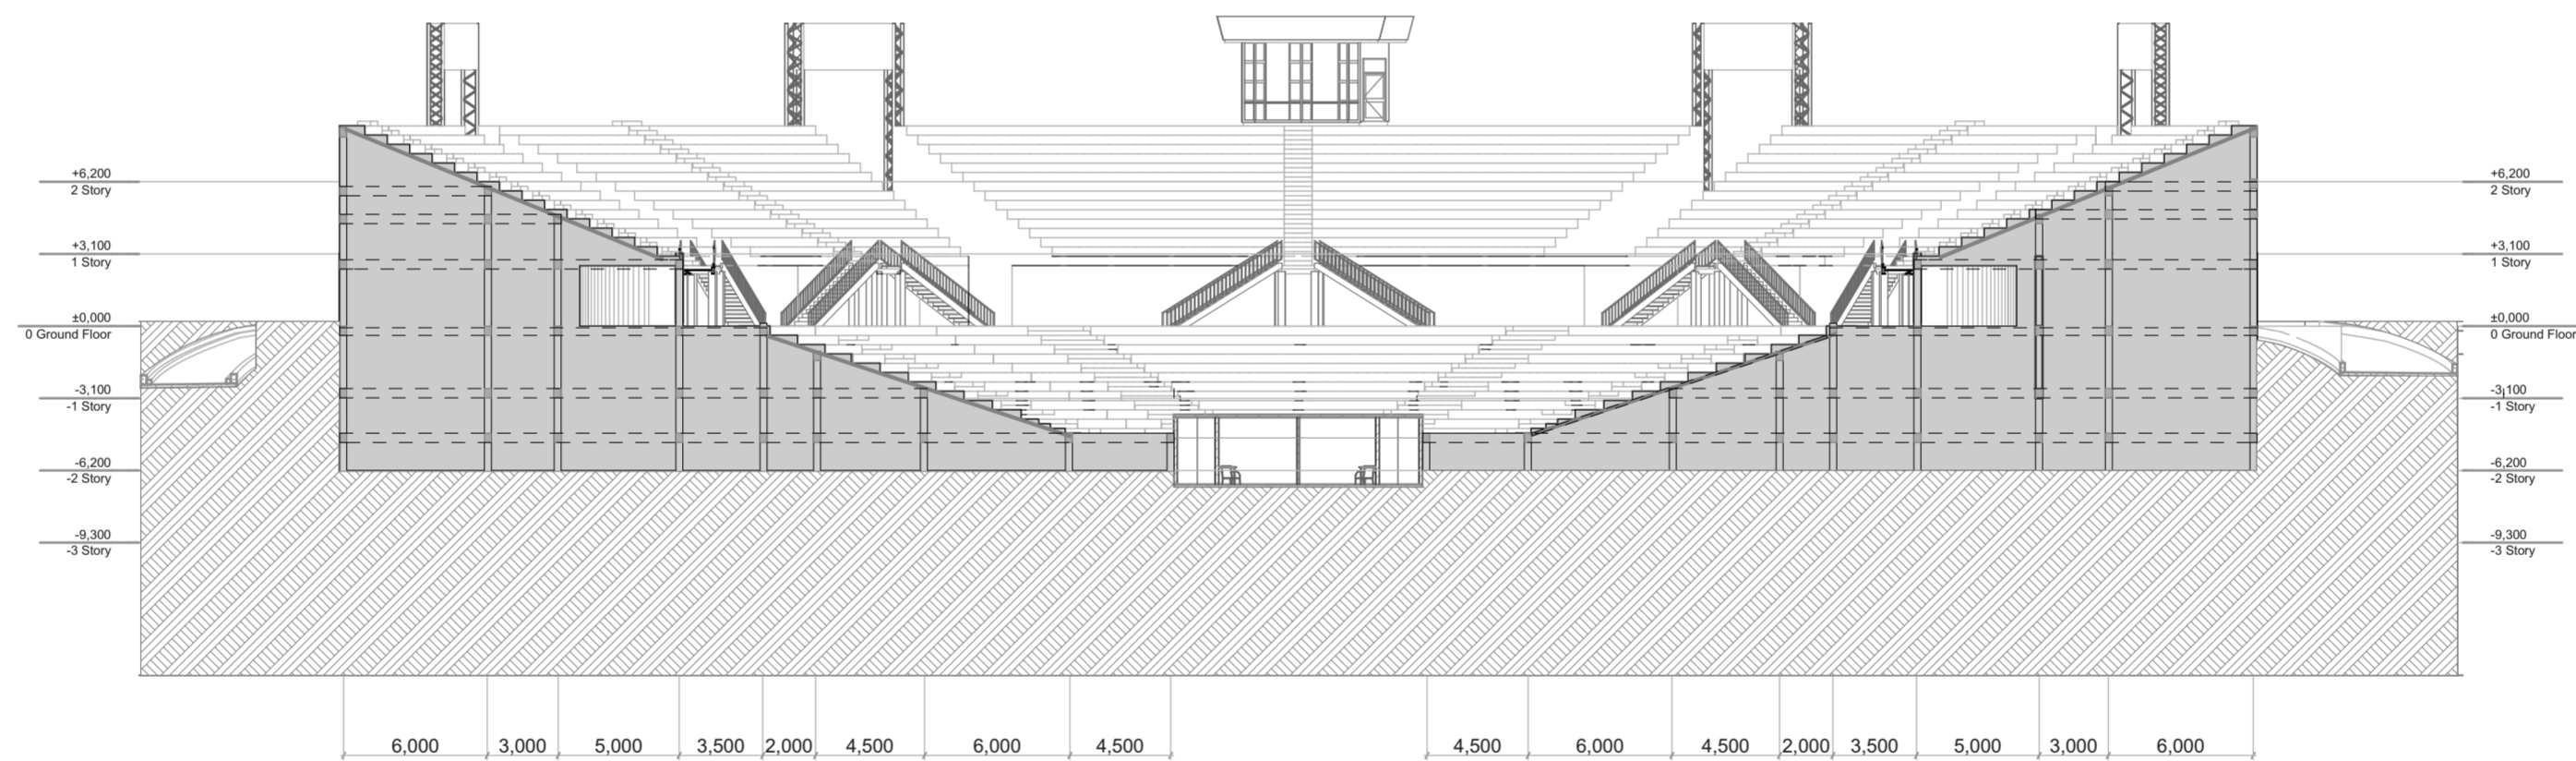 +6,200
2 Story
+3,100
1 Story
±0,000
0 Ground Floor
-3,100
-1 Story
-6,200
-2 Story
-9,300
-3 Story
+6,200
2 Story
+3,100
1 Story
±0,000
0 Ground Floor
-3,100
-1 Story
-6,200
-2 Story
-9,300
-3 Story
6,000 3,000 5,000 3,500 2,000 4,500 6,000 4,500 4,500 6,000 4,500 2,000 3,500 5,000 3,000 6,000